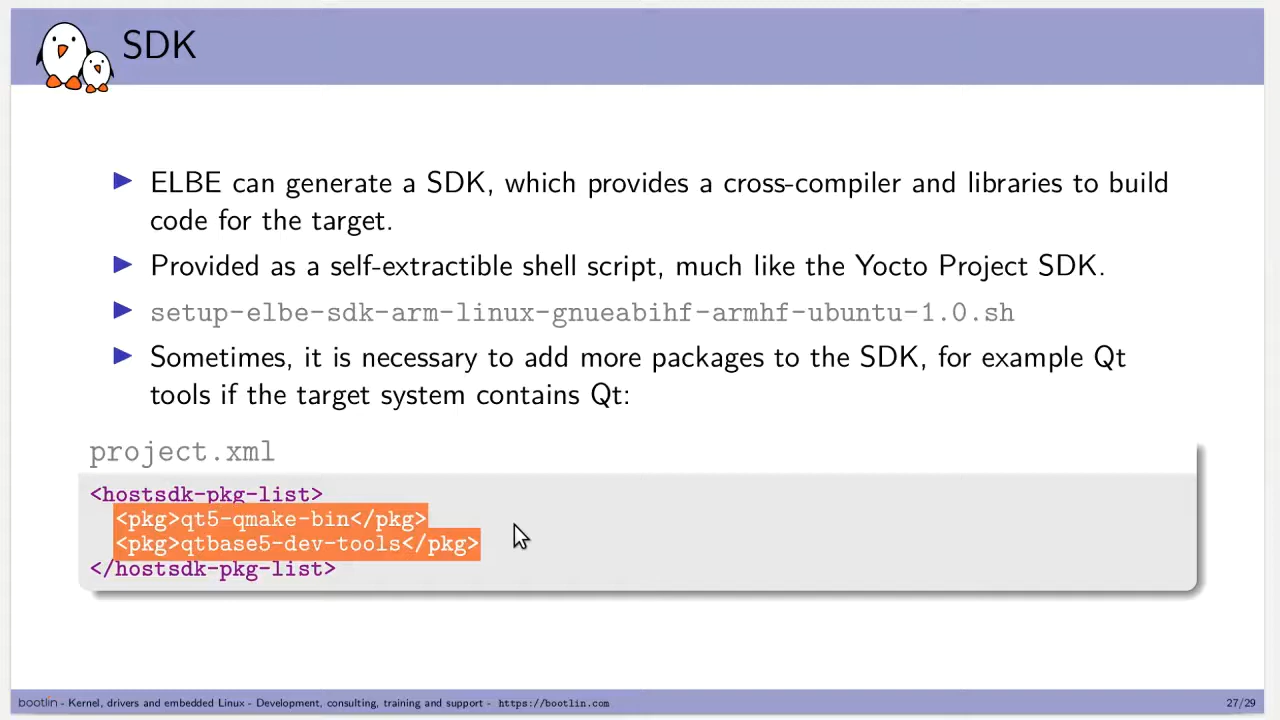 SDK
ELBE can generate a SDK, which provides a cross-compiler and libraries to build
code for the target.
Provided as a self-extractible shell script, much like the Yocto Project SDK.
setup-elbe-sdk-arm-linux-gnueabihf-armhf-ubuntu-1.0.sh
Sometimes, it is necessary to add more packages to the SDK, for example Qt
tools if the target system contains Qt:
project.xml
<hostsdk-pkg-list>
<pkg>qt5-qmake-bin</pkg>
<pkg>qtbase5-dev-tools</pkg>
</hostsdk-pkg-list>
bootlin - Kernel, drivers and embedded Linux - Development, consulting, training and support - https://bootlin.com 27/29